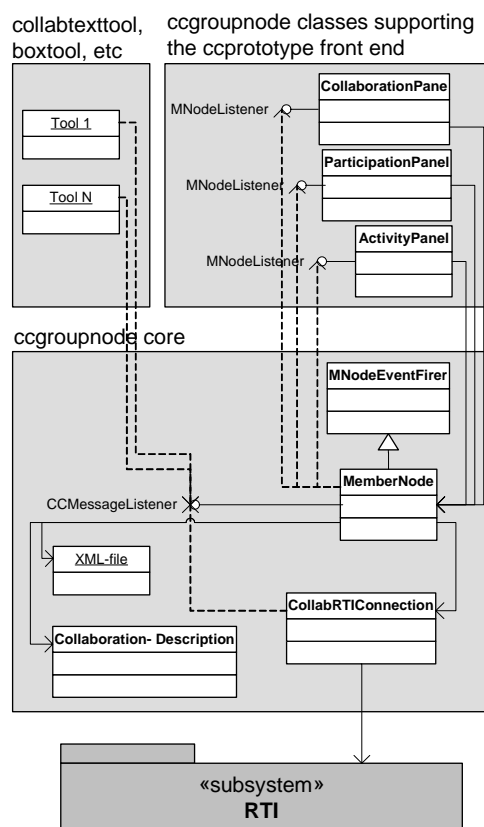 collabtexttool,
boxtool, etc
ccgroupnode classes supporting
the ccprototype front end
Tool 1
Tool N
MNodeListener
CollaborationPane
MNodeListener
ParticipationPanel
MNodeListener
ActivityPanel
ccgroupnode core
MNodeEventFirer
MemberNode
CCMessageListener
XML-file
CollabRTIConnection
Collaboration- Description
«subsystem»
RTI